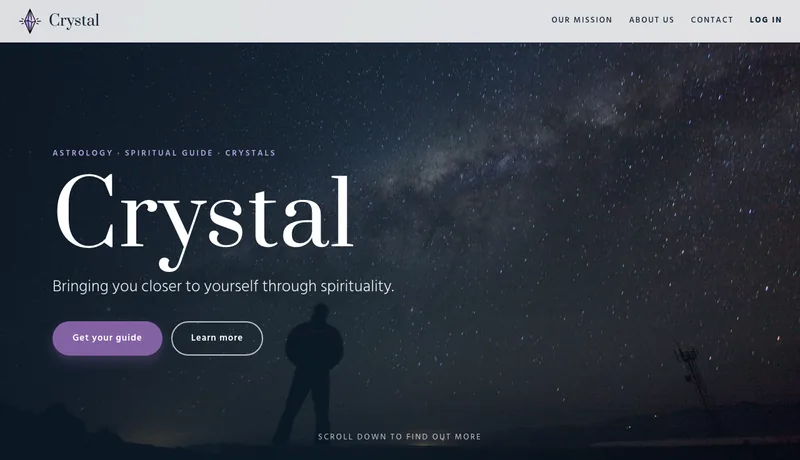 Crystal
OUR MISSION
ABOUT US
CONTACT
LOG IN
ASTROLOGY · SPIRITUAL GUIDE · CRYSTALS
Crystal
Bringing you closer to yourself through spirituality.
Get your guide
Learn more
SCROLL DOWN TO FIND OUT MORE